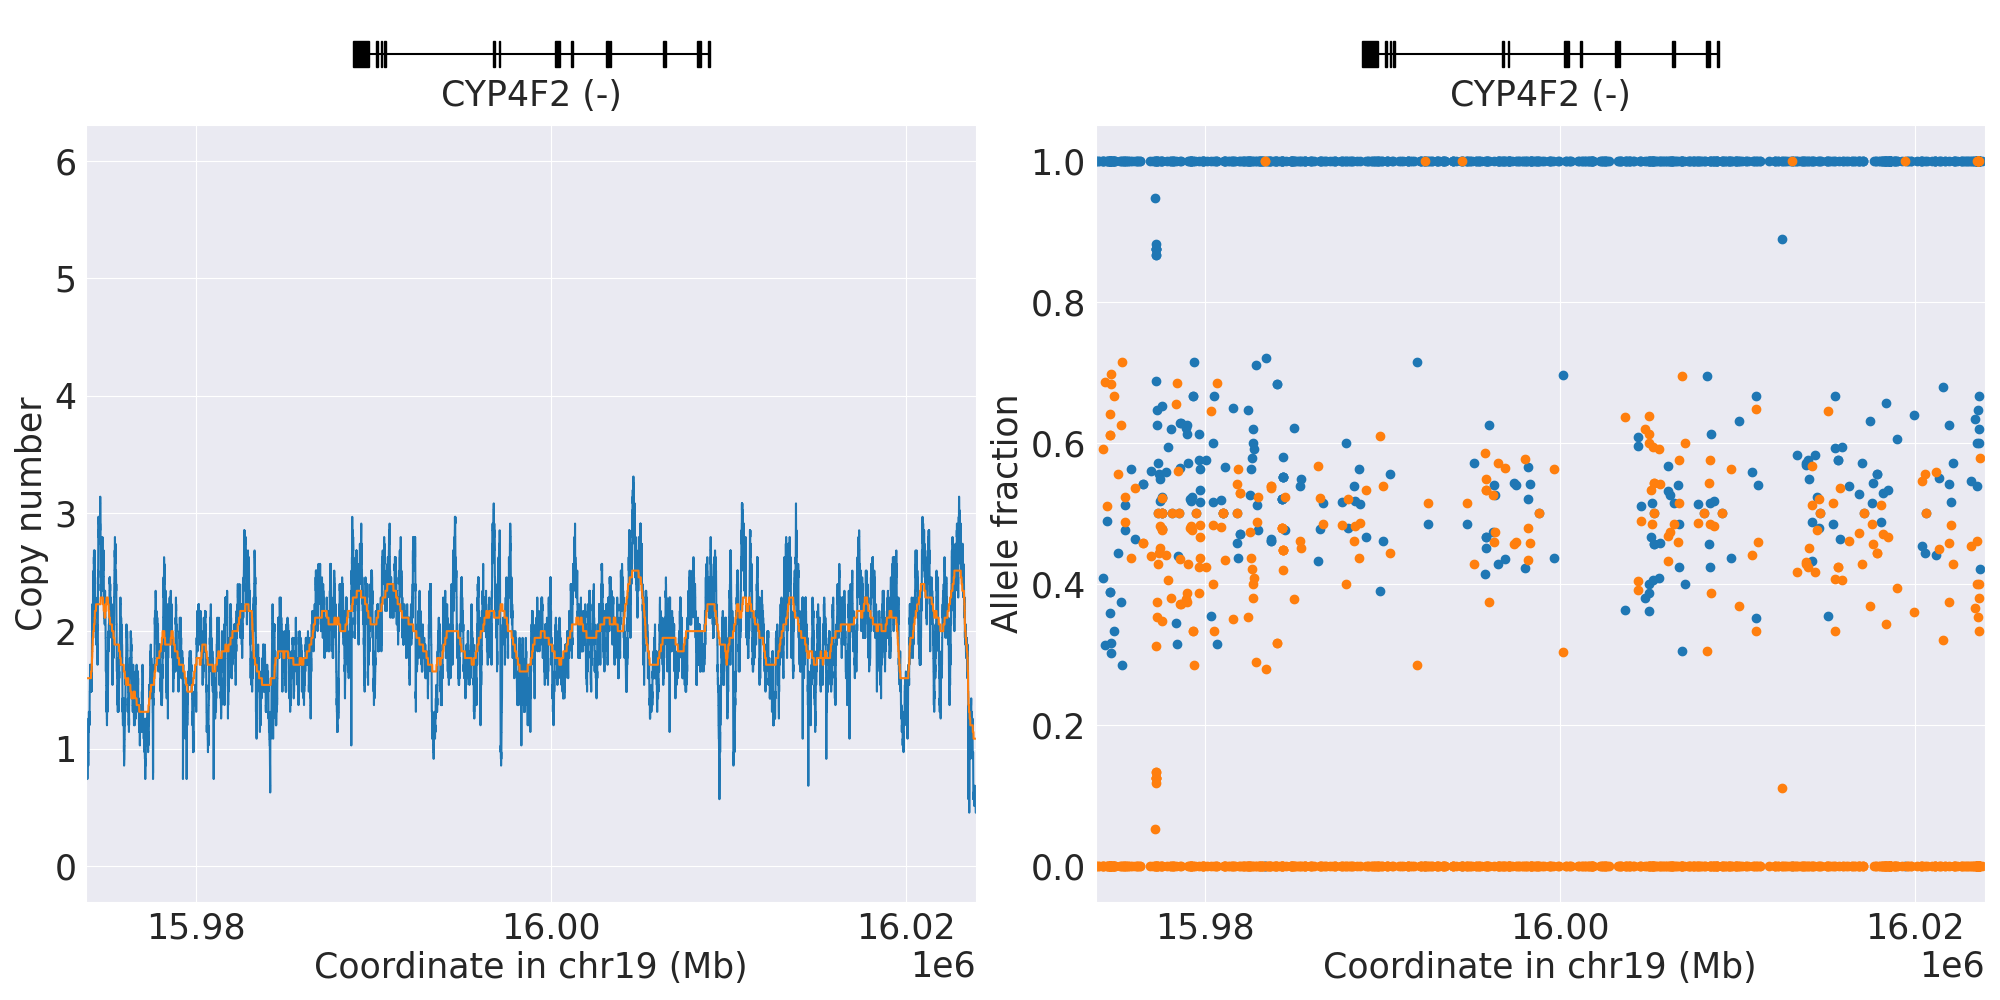 CYP4F2 (-)
6
5
4
3
2
1
0
Copy number
15.98
16.00
16.02
Coordinate in chr19 (Mb)
1e6
CYP4F2 (-)
1.0
0.8
0.6
0.4
0.2
0.0
Allele fraction
15.98
16.00
16.02
Coordinate in chr19 (Mb)
1e6